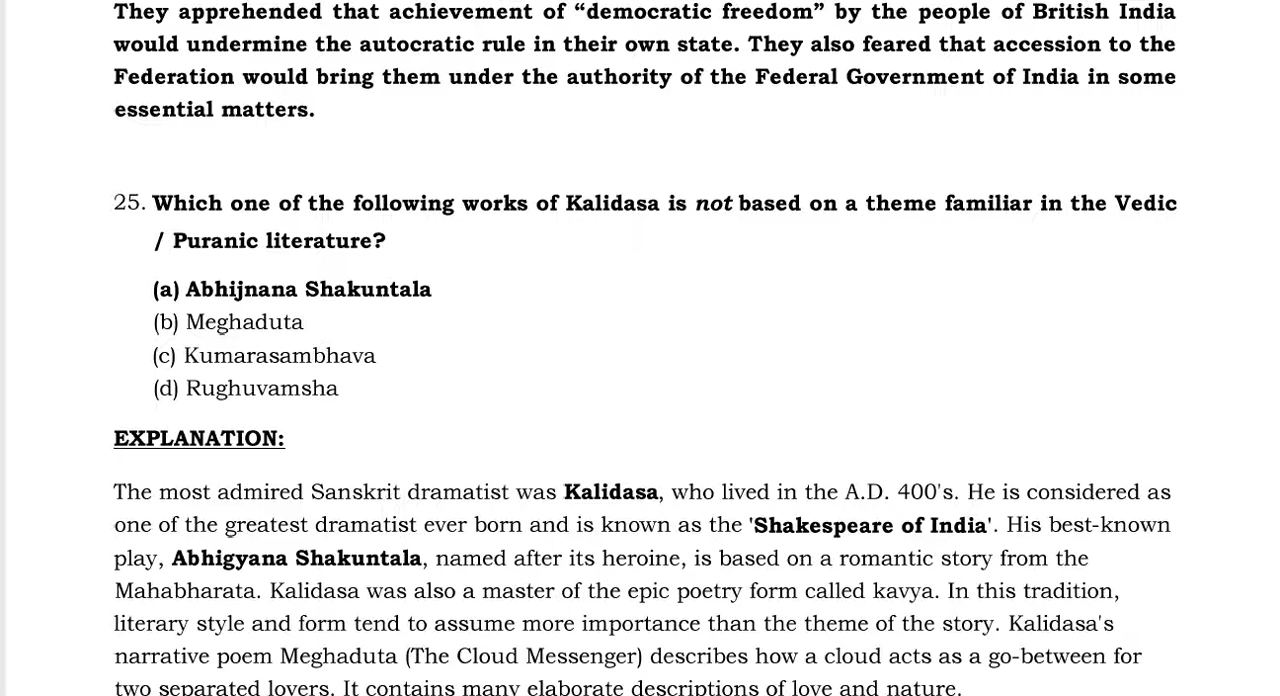 They apprehended that achievement of “democratic freedom” by the people of British India
would undermine the autocratic rule in their own state. They also feared that accession to the
Federation would bring them under the authority of the Federal Government of India in some
essential matters.
25. Which one of the following works of Kalidasa is not based on a theme familiar in the Vedic
/ Puranic literature?
(a) Abhijnana Shakuntala
(b) Meghaduta
(c) Kumarasambhava
(d) Rughuvamsha
EXPLANATION:
The most admired Sanskrit dramatist was Kalidasa, who lived in the A.D. 400's. He is considered as
one of the greatest dramatist ever born and is known as the 'Shakespeare of India'. His best-known
play, Abhigyana Shakuntala, named after its heroine, is based on a romantic story from the
Mahabharata. Kalidasa was also a master of the epic poetry form called kavya. In this tradition,
literary style and form tend to assume more importance than the theme of the story. Kalidasa's
narrative poem Meghaduta (The Cloud Messenger) describes how a cloud acts as a go-between for
two separated lovers. It contains many elaborate descriptions of love and nature.